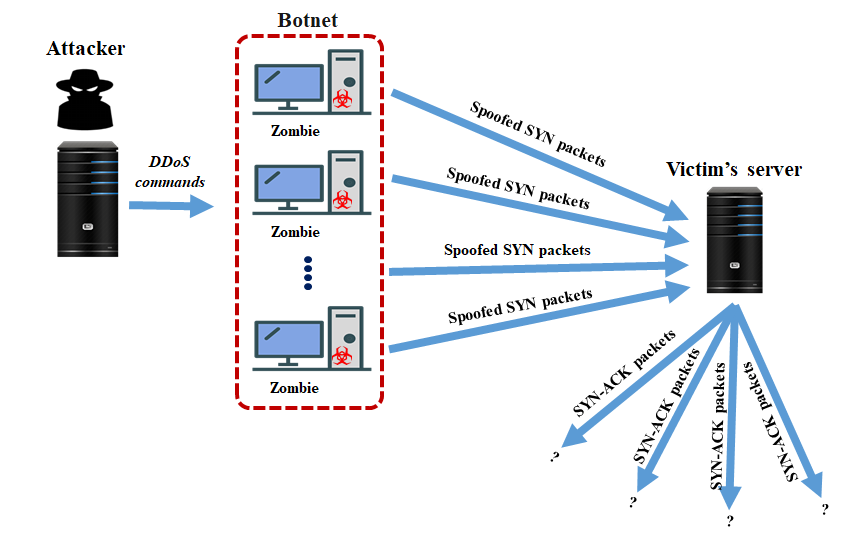 Botnet
Attacker
DDoS
commands
Zombie
Zombie
Zombie
Spoofed SYN packets
Spoofed SYN packets
Spoofed SYN packets
Spoofed SYN packets
Victim's server
SYN-ACK packets
SYN-ACK packets
SYN-ACK packets
SYN-ACK packets
?
?
?
?